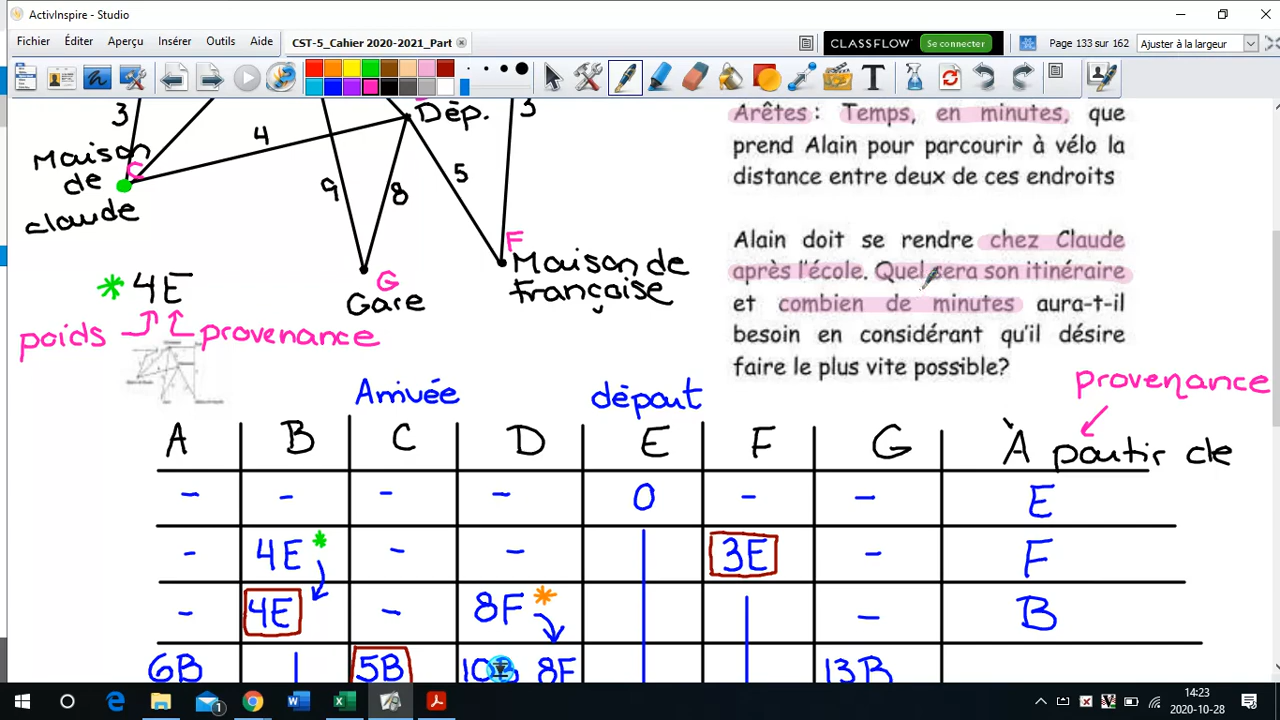 ActivInspire - Studio
Fichier Éditer Aperçu Insérer Outils Aide CST-5_Cahier 2020-2021_Part CLASSFLOW Se connecter Page 133 sur 162 Ajuster à la largeur
3
4
Dép.
3
Maison de claude
C
9
8
5
F
Maison de Françoise
G
Gare
* 4E
poids
provenance
Arêtes : Temps, en minutes, que
prend Alain pour parcourir à vélo la
distance entre deux de ces endroits
Alain doit se rendre chez Claude
après l'école. Quel sera son itinéraire
et combien de minutes aura-t-il
besoin en considérant qu'il désire
faire le plus vite possible?
provenance
Arrivée départ
A B C D E F G À partir de
- - - - 0 - - E
- 4E * - - 3E - F
- 4E - 8F * - B
6B 5B 8F 13B
14:23
2020-10-28